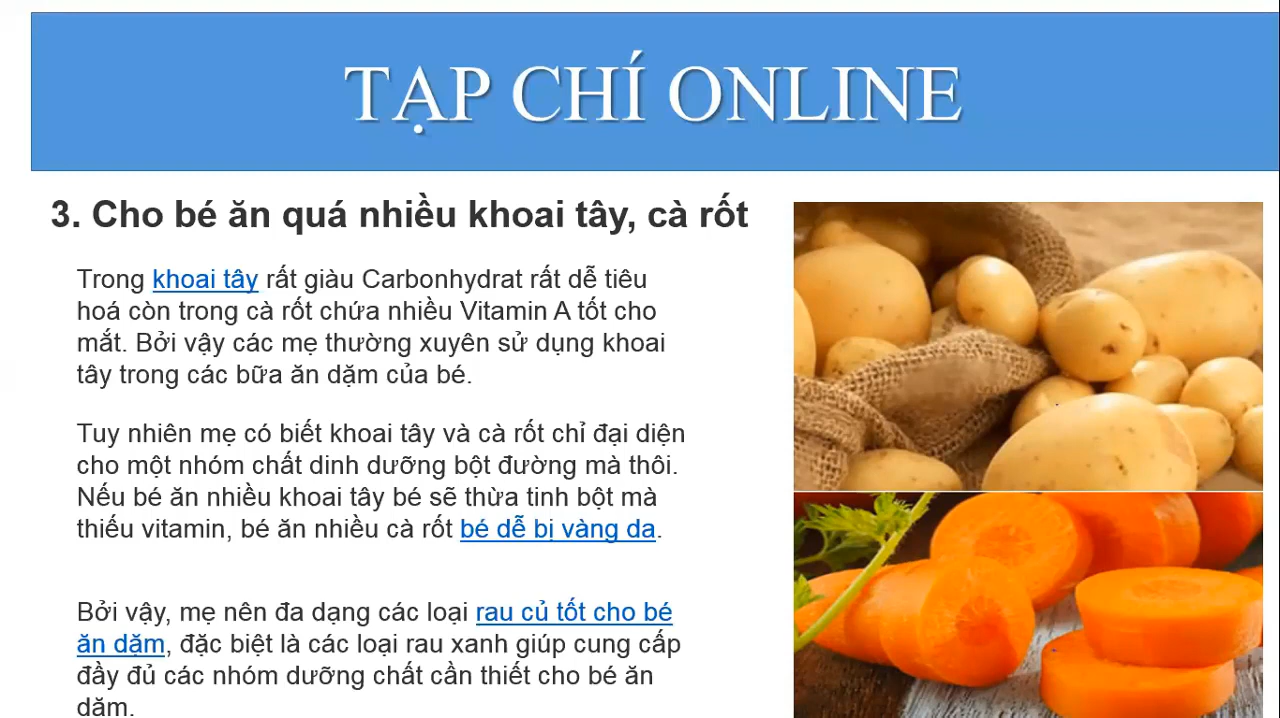 TẠP CHÍ ONLINE
3. Cho bé ăn quá nhiều khoai tây, cà rốt
Trong khoai tây rất giàu Carbonhydrat rất dễ tiêu
hoá còn trong cà rốt chứa nhiều Vitamin A tốt cho
mắt. Bởi vậy các mẹ thường xuyên sử dụng khoai
tây trong các bữa ăn dặm của bé.
Tuy nhiên mẹ có biết khoai tây và cà rốt chỉ đại diện
cho một nhóm chất dinh dưỡng bột đường mà thôi.
Nếu bé ăn nhiều khoai tây bé sẽ thừa tinh bột mà
thiếu vitamin, bé ăn nhiều cà rốt bé dễ bị vàng da.
Bởi vậy, mẹ nên đa dạng các loại rau củ tốt cho bé
ăn dặm, đặc biệt là các loại rau xanh giúp cung cấp
đầy đủ các nhóm dưỡng chất cần thiết cho bé ăn
dặm.